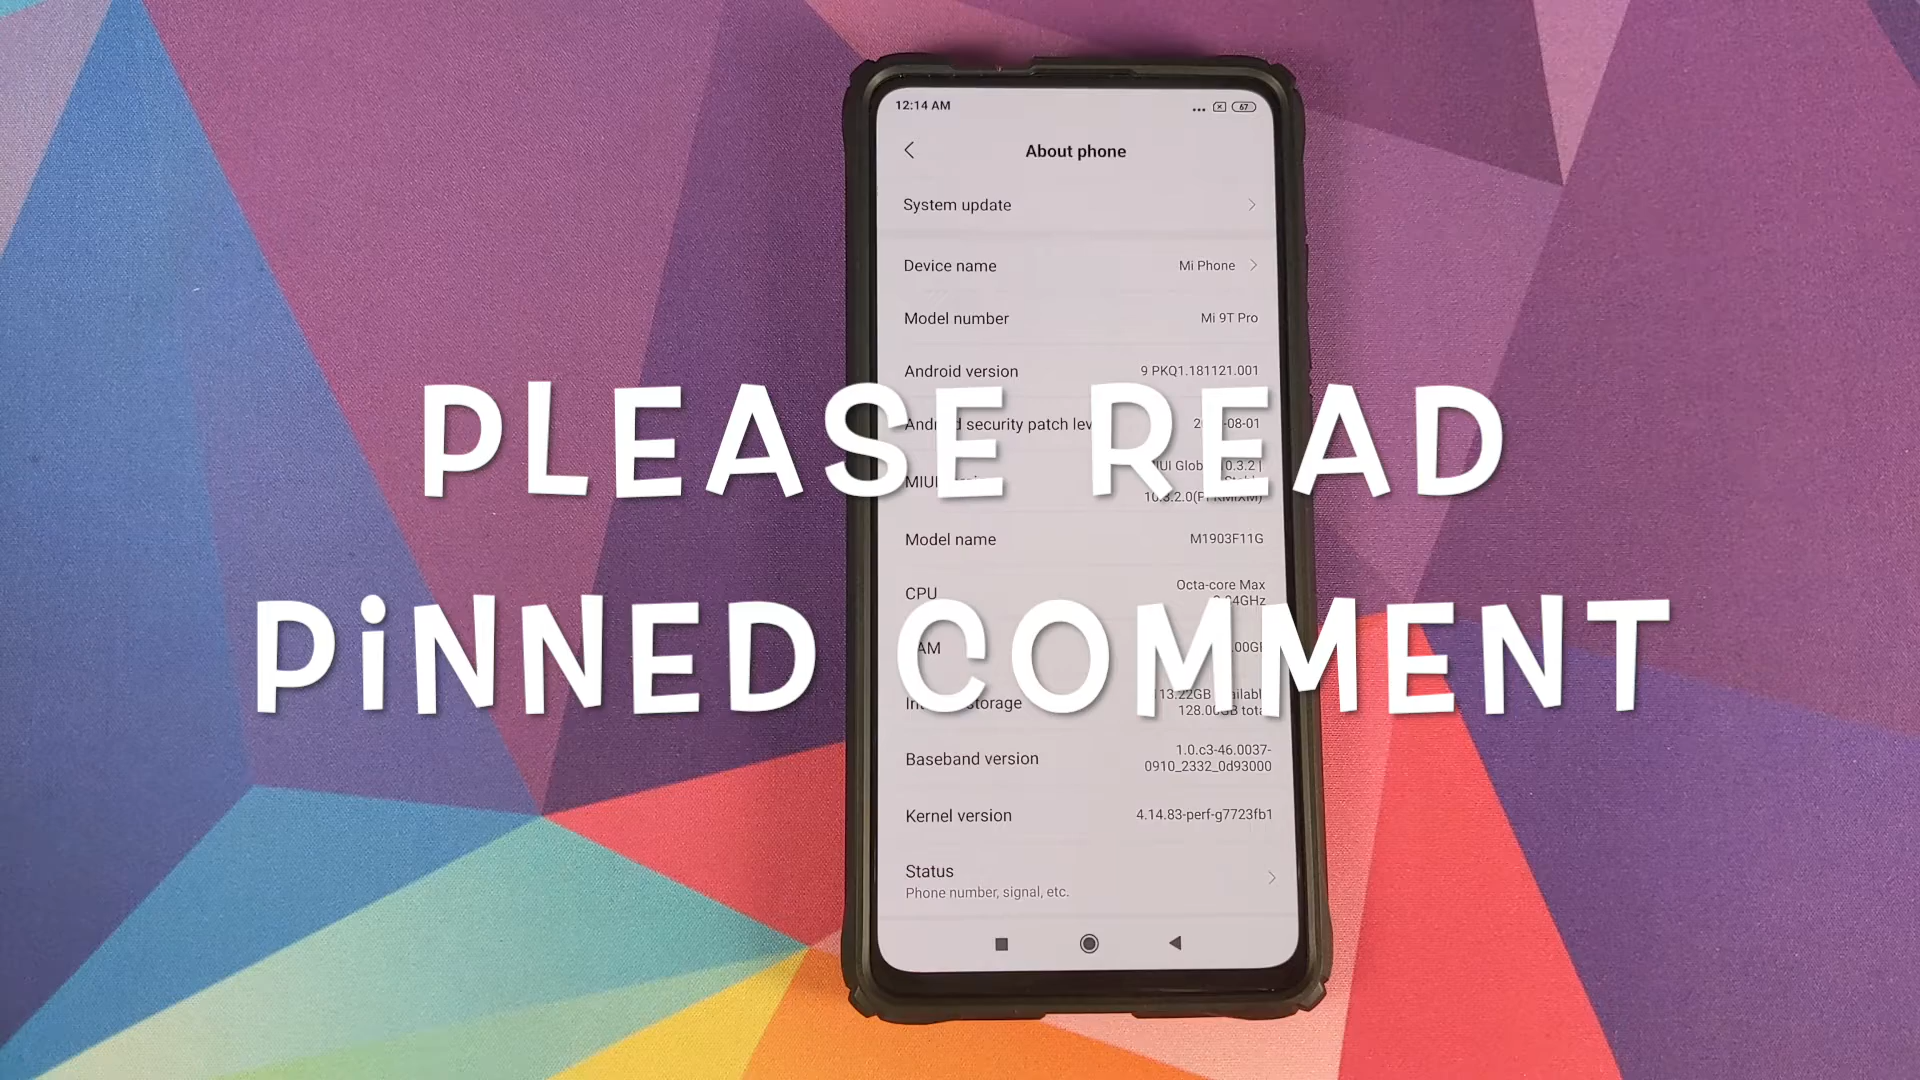 12:14 AM 67
About phone
System update
Device name Mi Phone
Model number Mi 9T Pro
Android version 9 PKQ1.181121.001
security patch -08-01
PLEASE READ
Model name M1903F11G
CPU Octa-core Max
PiNNED COMMENT
128.00GB
Baseband version 1.0.c3-46.0037-
0910_2332_0d93000
Kernel version 4.14.83-perf-g7723fb1
Status
Phone number, signal, etc.